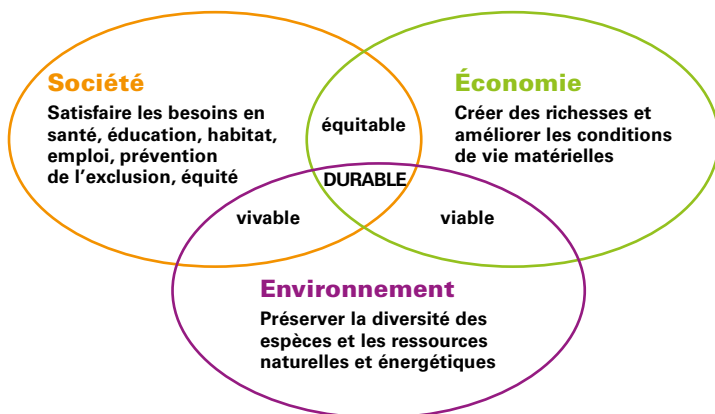 Société
Satisfaire les besoins en
santé, éducation, habitat,
emploi, prévention
de l'exclusion, équité
équitable
Économie
Créer des richesses et
améliorer les conditions
de vie matérielles
DURABLE
vivable
viable
Environnement
Préserver la diversité des
espèces et les ressources
naturelles et énergétiques